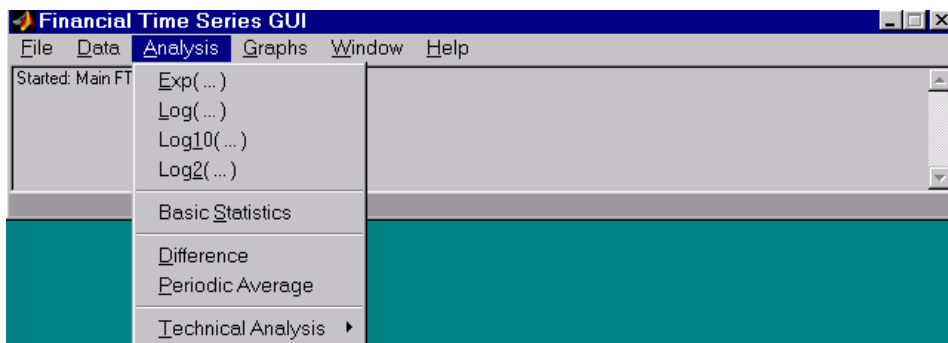 Financial Time Series GUI
File Data Analysis Graphs Window Help
Started: Main FT
Exp(...)
Log(...)
Log10(...)
Log2(...)
Basic Statistics
Difference
Periodic Average
Technical Analysis